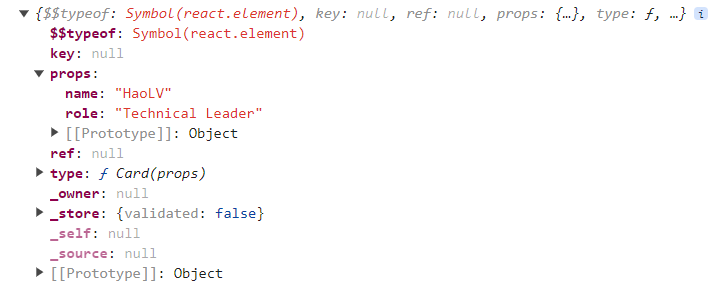 ▼ {$$typeof: Symbol(react.element), key: null, ref: null, props: {…}, type: ƒ, …} i
$$typeof: Symbol(react.element)
key: null
▼ props:
name: "HaoLV"
role: "Technical Leader"
▶ [[Prototype]]: Object
ref: null
▶ type: ƒ Card(props)
_owner: null
▶ _store: {validated: false}
_self: null
_source: null
▶ [[Prototype]]: Object